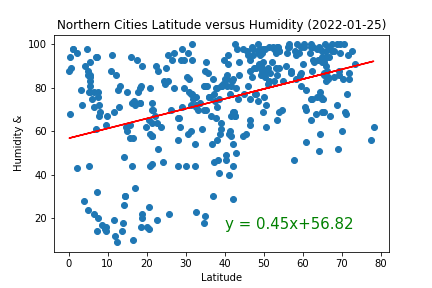 Northern Cities Latitude versus Humidity (2022-01-25)
100
80
60
40
20
Humidity &
y = 0.45x+56.82
0 10 20 30 40 50 60 70 80
Latitude